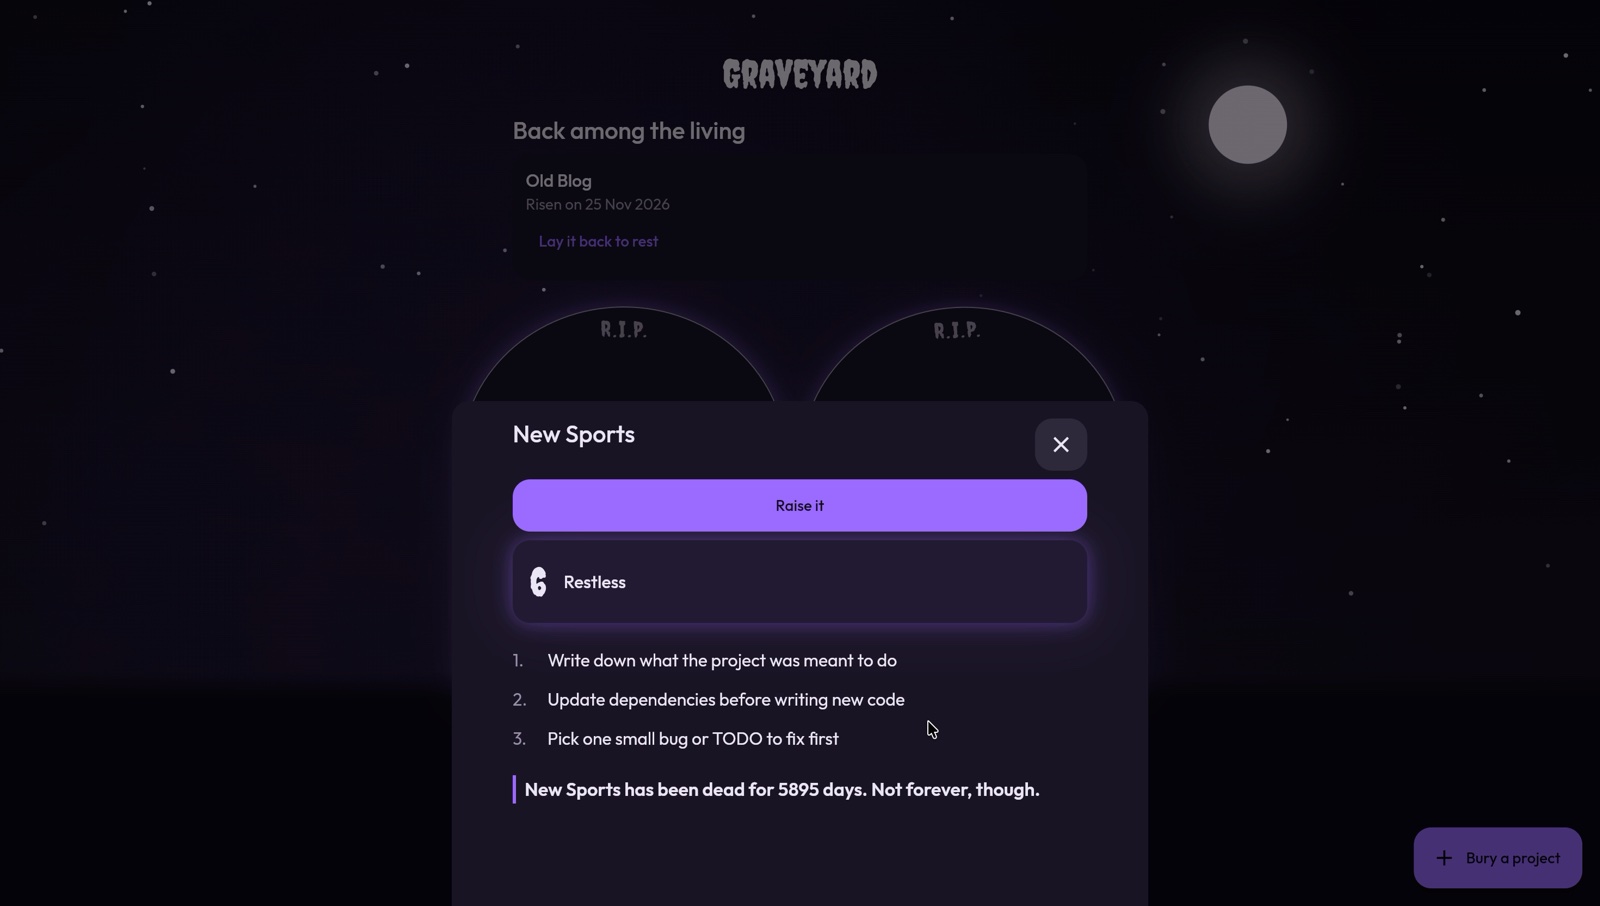 GRAVEYARD
Back among the living
Old Blog
Risen on 25 Nov 2026
Lay it back to rest
R.I.P.
R.I.P.
New Sports
Raise it
6 Restless
1. Write down what the project was meant to do
2. Update dependencies before writing new code
3. Pick one small bug or TODO to fix first
New Sports has been dead for 5895 days. Not forever, though.
Bury a project